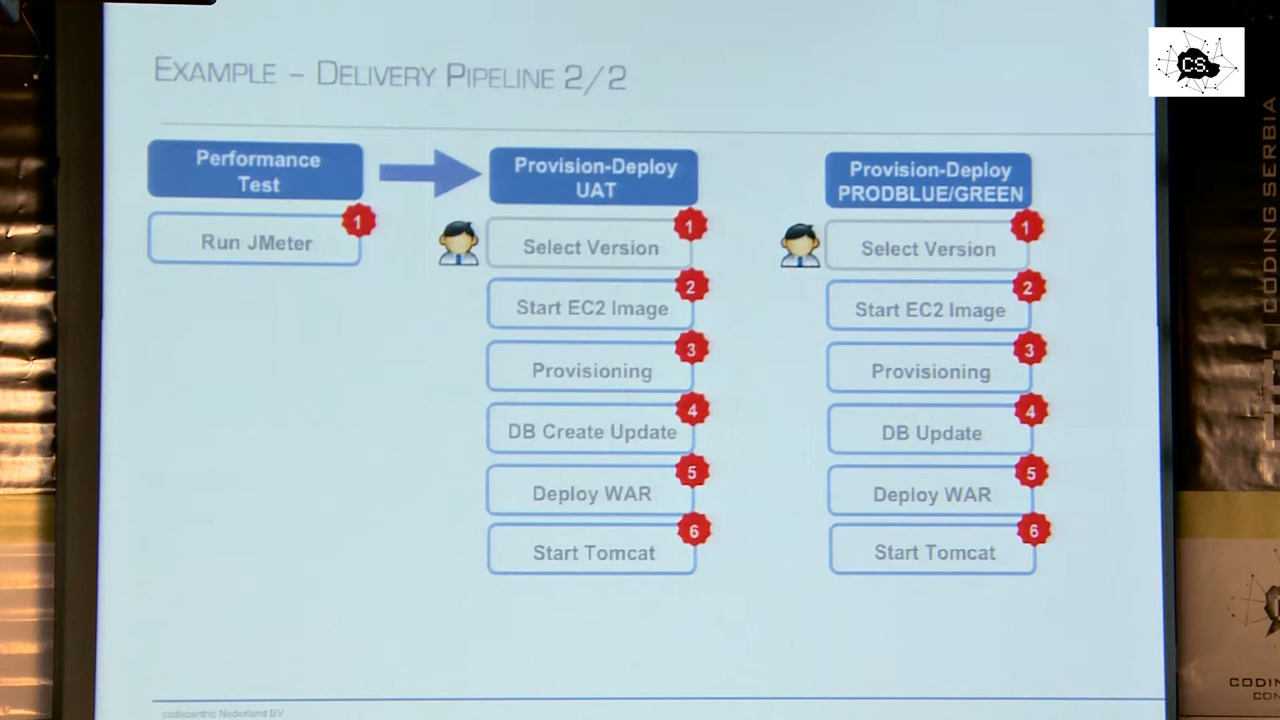 EXAMPLE – DELIVERY PIPELINE 2/2
CS.
Performance
Test
1
Run JMeter
Provision-Deploy
UAT
1
Select Version
2
Start EC2 Image
3
Provisioning
4
DB Create Update
5
Deploy WAR
6
Start Tomcat
Provision-Deploy
PRODBLUE/GREEN
1
Select Version
2
Start EC2 Image
3
Provisioning
4
DB Update
5
Deploy WAR
6
Start Tomcat
codecentric Nederland BV
CODING SERBIA